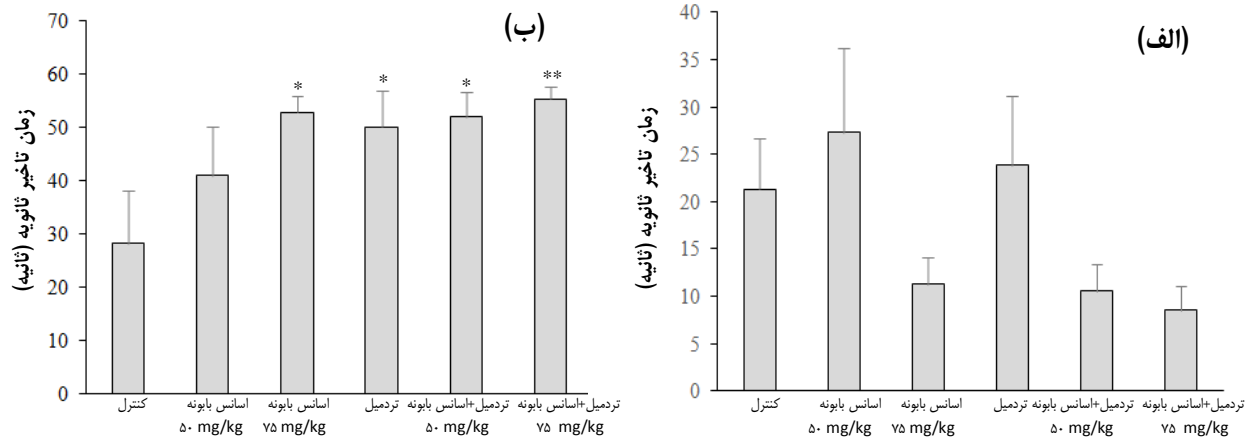 (الف)
زمان تاخیر ثانویه (ثانیه)
40
35
30
25
20
15
10
5
0
کنترل
اسانس بابونه
۵۰ mg/kg
اسانس بابونه
۷۵ mg/kg
تردمیل
تردمیل+اسانس بابونه
۵۰ mg/kg
تردمیل+اسانس بابونه
۷۵ mg/kg
(ب)
زمان تاخیر ثانویه (ثانیه)
70
60
50
40
30
20
10
0
*
*
*
**
کنترل
اسانس بابونه
۵۰ mg/kg
اسانس بابونه
۷۵ mg/kg
تردمیل
تردمیل+اسانس بابونه
۵۰ mg/kg
تردمیل+اسانس بابونه
۷۵ mg/kg